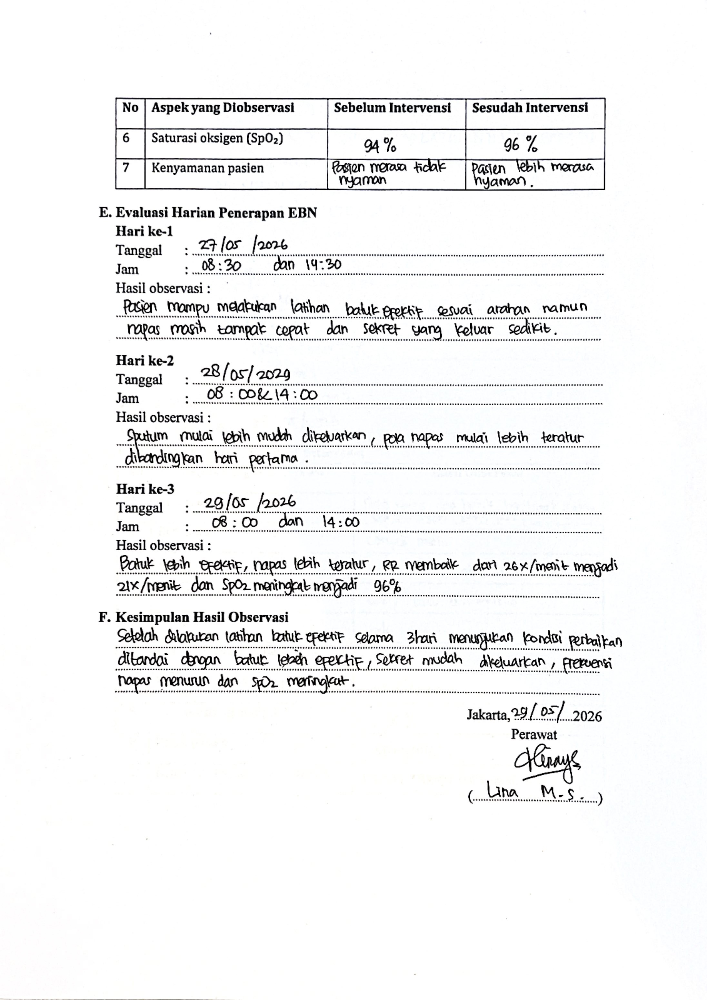 No Aspek yang Diobservasi Sebelum Intervensi Sesudah Intervensi
6 Saturasi oksigen (SpO₂) 94 % 96 %
7 Kenyamanan pasien Pasien merasa tidak nyaman Pasien lebih merasa nyaman.
E. Evaluasi Harian Penerapan EBN
Hari ke-1
Tanggal : 27/05/2026
Jam : 08:30 dan 14:30
Hasil observasi :
Pasien mampu melakukan latihan batuk efektif sesuai arahan namun
napas masih tampak cepat dan sekret yang keluar sedikit.
Hari ke-2
Tanggal : 28/05/2029
Jam : 08:00 & 14:00
Hasil observasi :
Sputum mulai lebih mudah dikeluarkan, pola napas mulai lebih teratur
dibandingkan hari pertama.
Hari ke-3
Tanggal : 29/05/2026
Jam : 08:00 dan 14:00
Hasil observasi :
Batuk lebih efektif, napas lebih teratur, RR membaik dari 26x/menit menjadi
21x/menit dan SpO2 meningkat menjadi 96%
F. Kesimpulan Hasil Observasi
Setelah dilakukan latihan batuk efektif selama 3hari menunjukan kondisi perbaikan
ditandai dengan batuk lebih efektif, sekret mudah dikeluarkan, frekuensi
napas menurun dan SpO2 meningkat.
Jakarta, 29/05/2026
Perawat
(Lina M.S.)